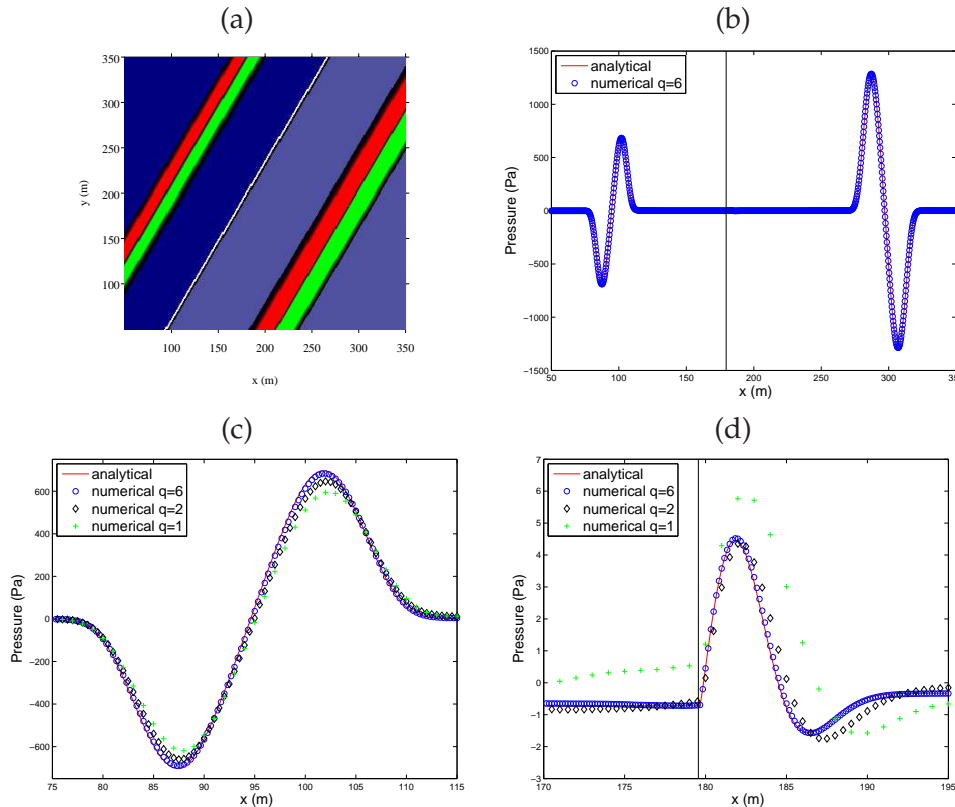 (a)
350
300
250
200
150
100
y (m)
100 150 200 250 300 350
x (m)
(b)
1500
1000
500
0
−500
−1000
−1500
Pressure (Pa)
analytical
numerical q=6
50 100 150 200 250 300 350
x (m)
(c)
600
400
200
0
−200
−400
−600
Pressure (Pa)
analytical
numerical q=6
numerical q=2
numerical q=1
75 80 85 90 95 100 105 110 115
x (m)
(d)
7
6
5
4
3
2
1
0
−1
−2
−3
Pressure (Pa)
analytical
numerical q=6
numerical q=2
numerical q=1
170 175 180 185 190 195
x (m)